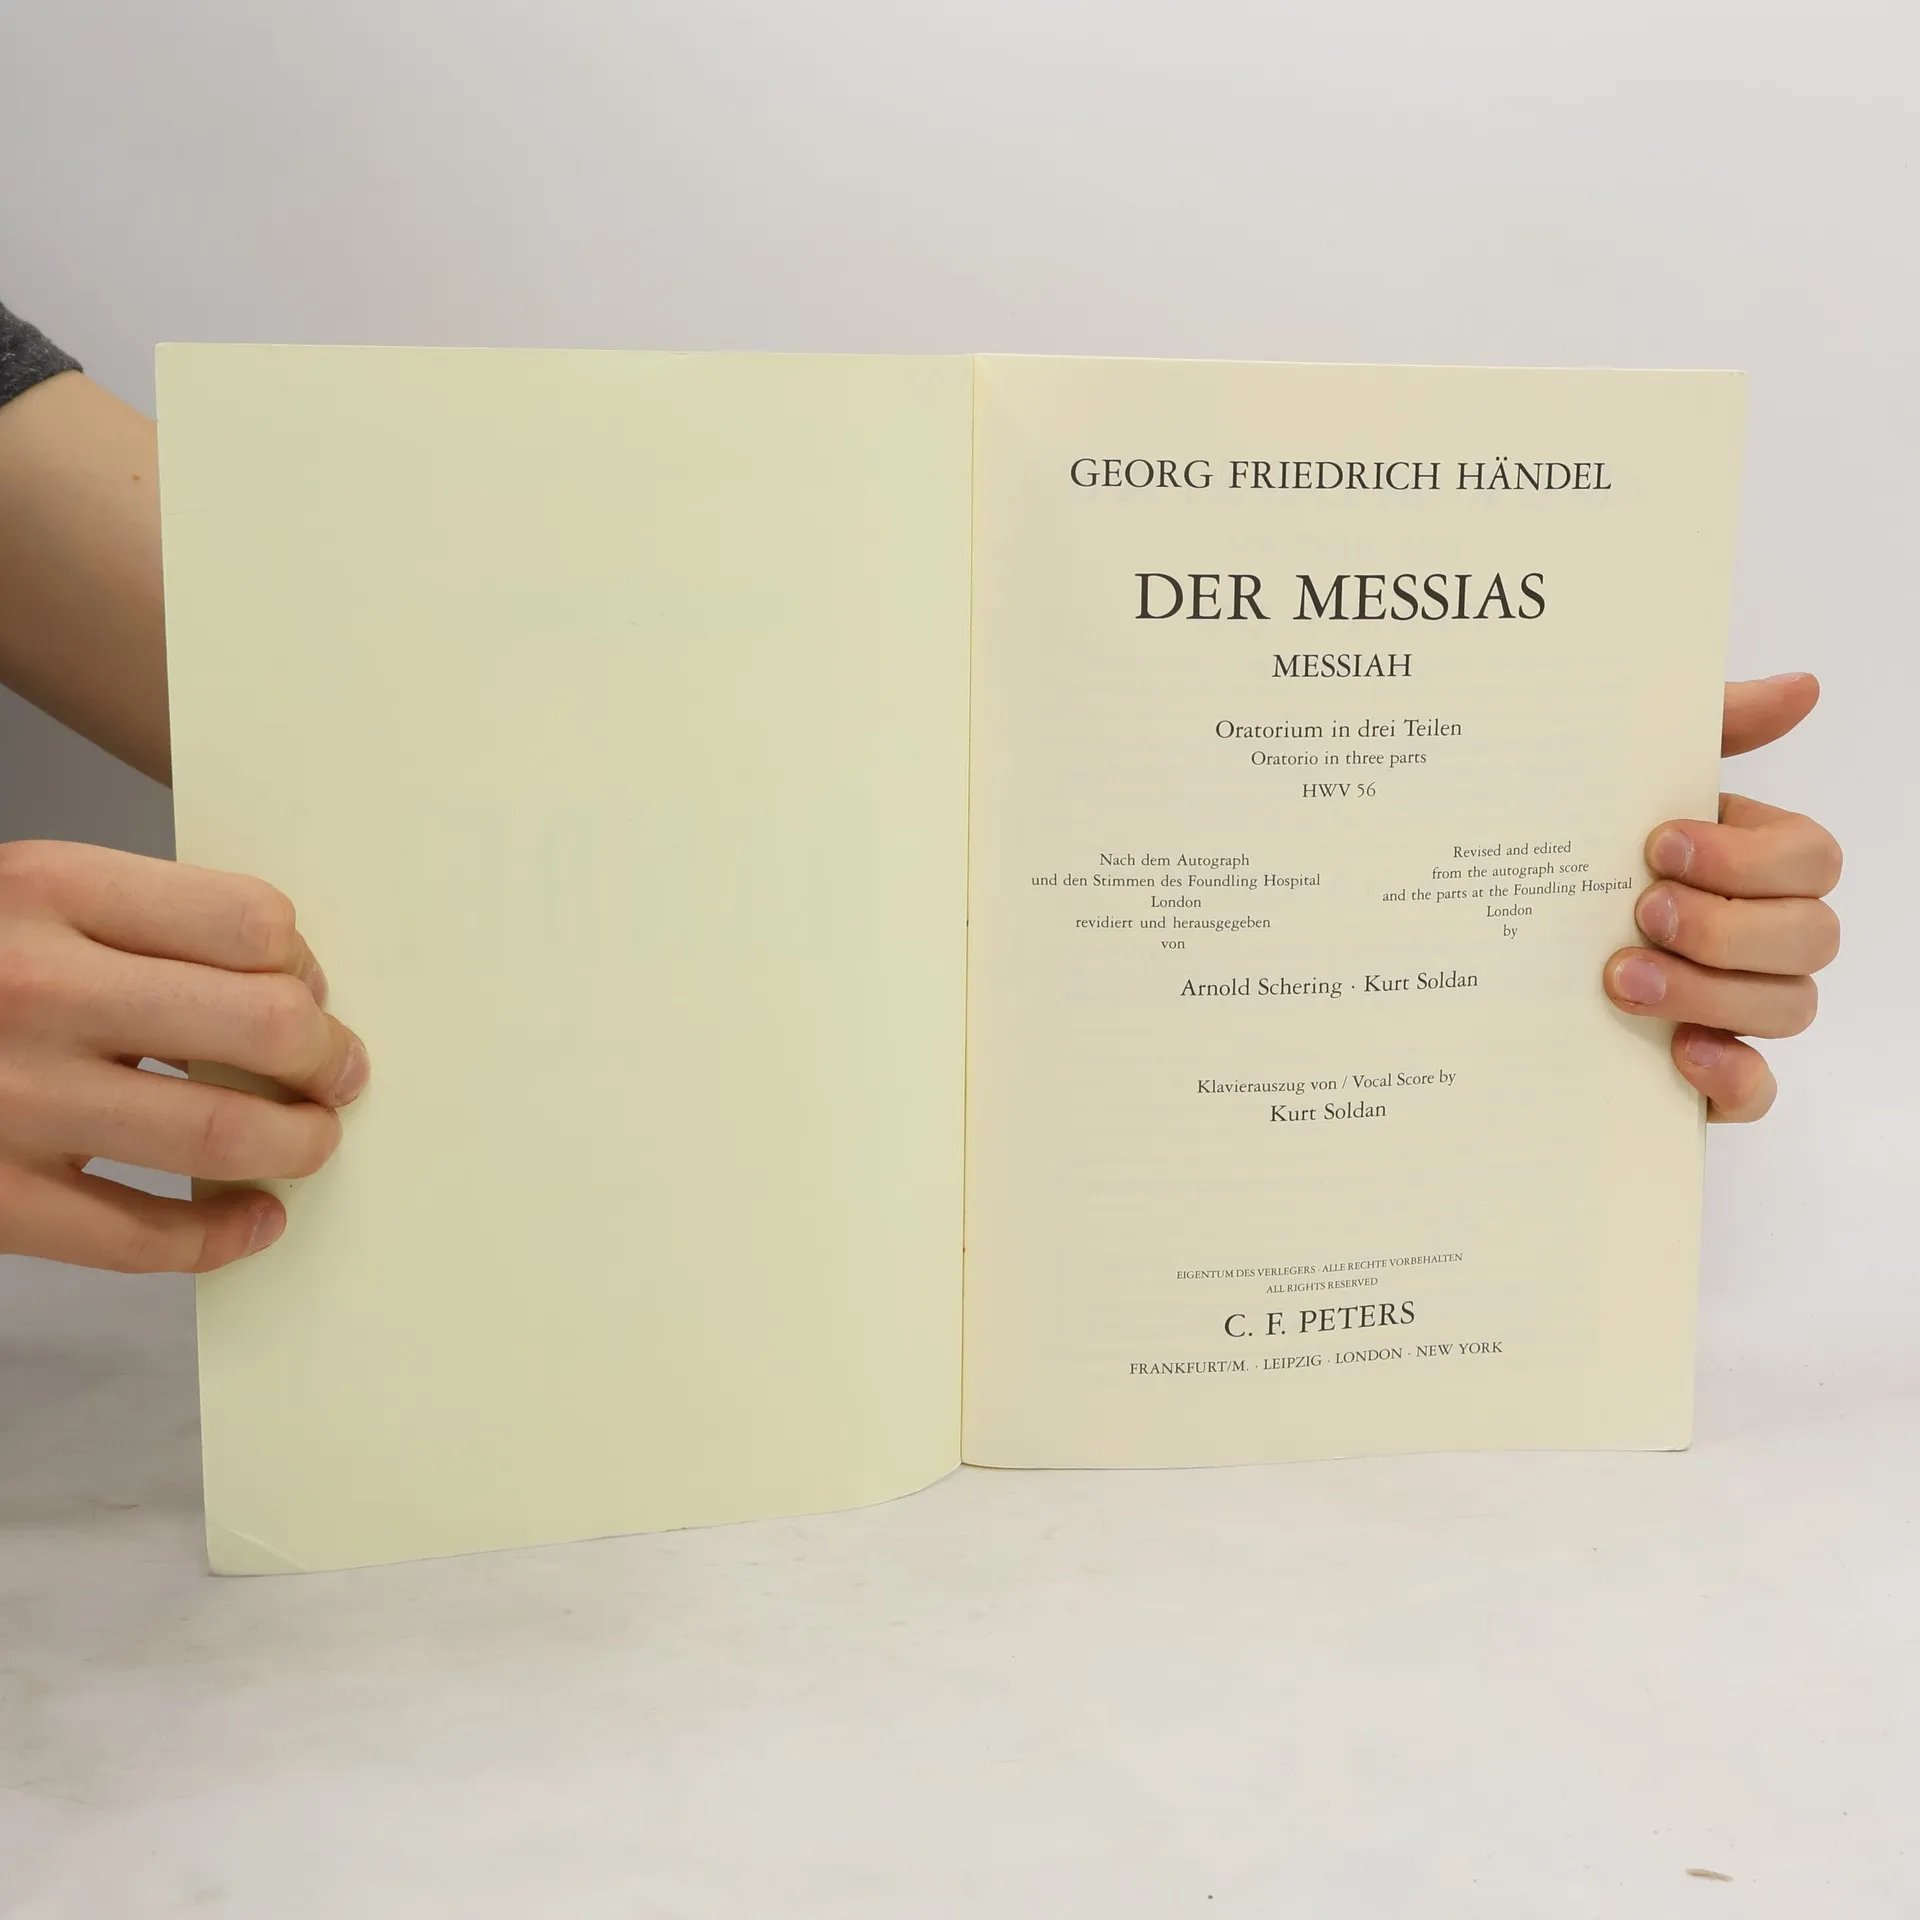 GEORG FRIEDRICH HÄNDEL
DER MESSIAS
MESSIAH
Oratorium in drei Teilen
Oratorio in three parts
HWV 56
Nach dem Autograph
und den Stimmen des Foundling Hospital
London
revidiert und herausgegeben
von
Revised and edited
from the autograph score
and the parts at the Foundling Hospital
London
by
Arnold Schering · Kurt Soldan
Klavierauszug von / Vocal Score by
Kurt Soldan
EIGENTUM DES VERLEGERS · ALLE RECHTE VORBEHALTEN
ALL RIGHTS RESERVED
C. F. PETERS
FRANKFURT/M. · LEIPZIG · LONDON · NEW YORK